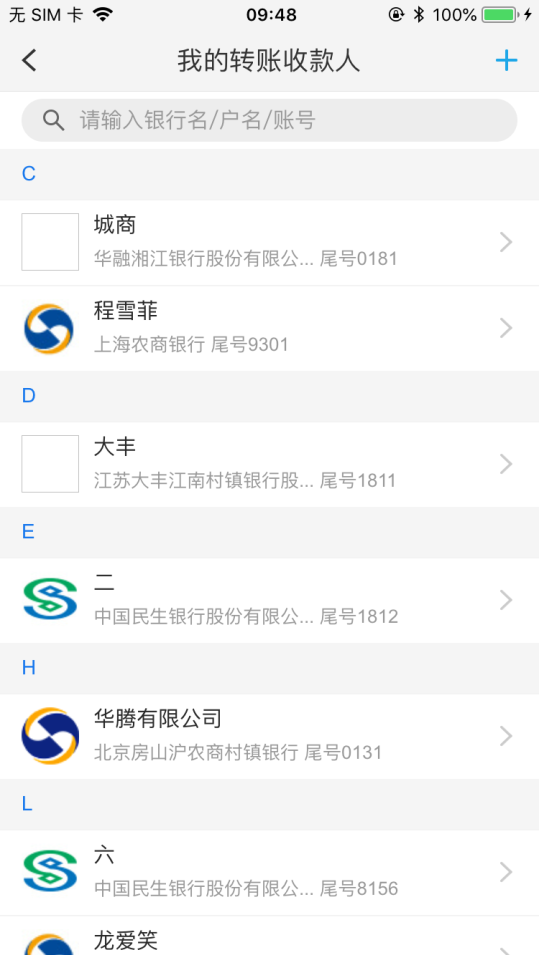 无 SIM 卡 09:48 100%
我的转账收款人
请输入银行名/户名/账号
C
城商
华融湘江银行股份有限公... 尾号0181
程雪菲
上海农商银行 尾号9301
D
大丰
江苏大丰江南村镇银行股... 尾号1811
E
二
中国民生银行股份有限公... 尾号1812
H
华腾有限公司
北京房山沪农商村镇银行 尾号0131
L
六
中国民生银行股份有限公... 尾号8156
龙爱笑